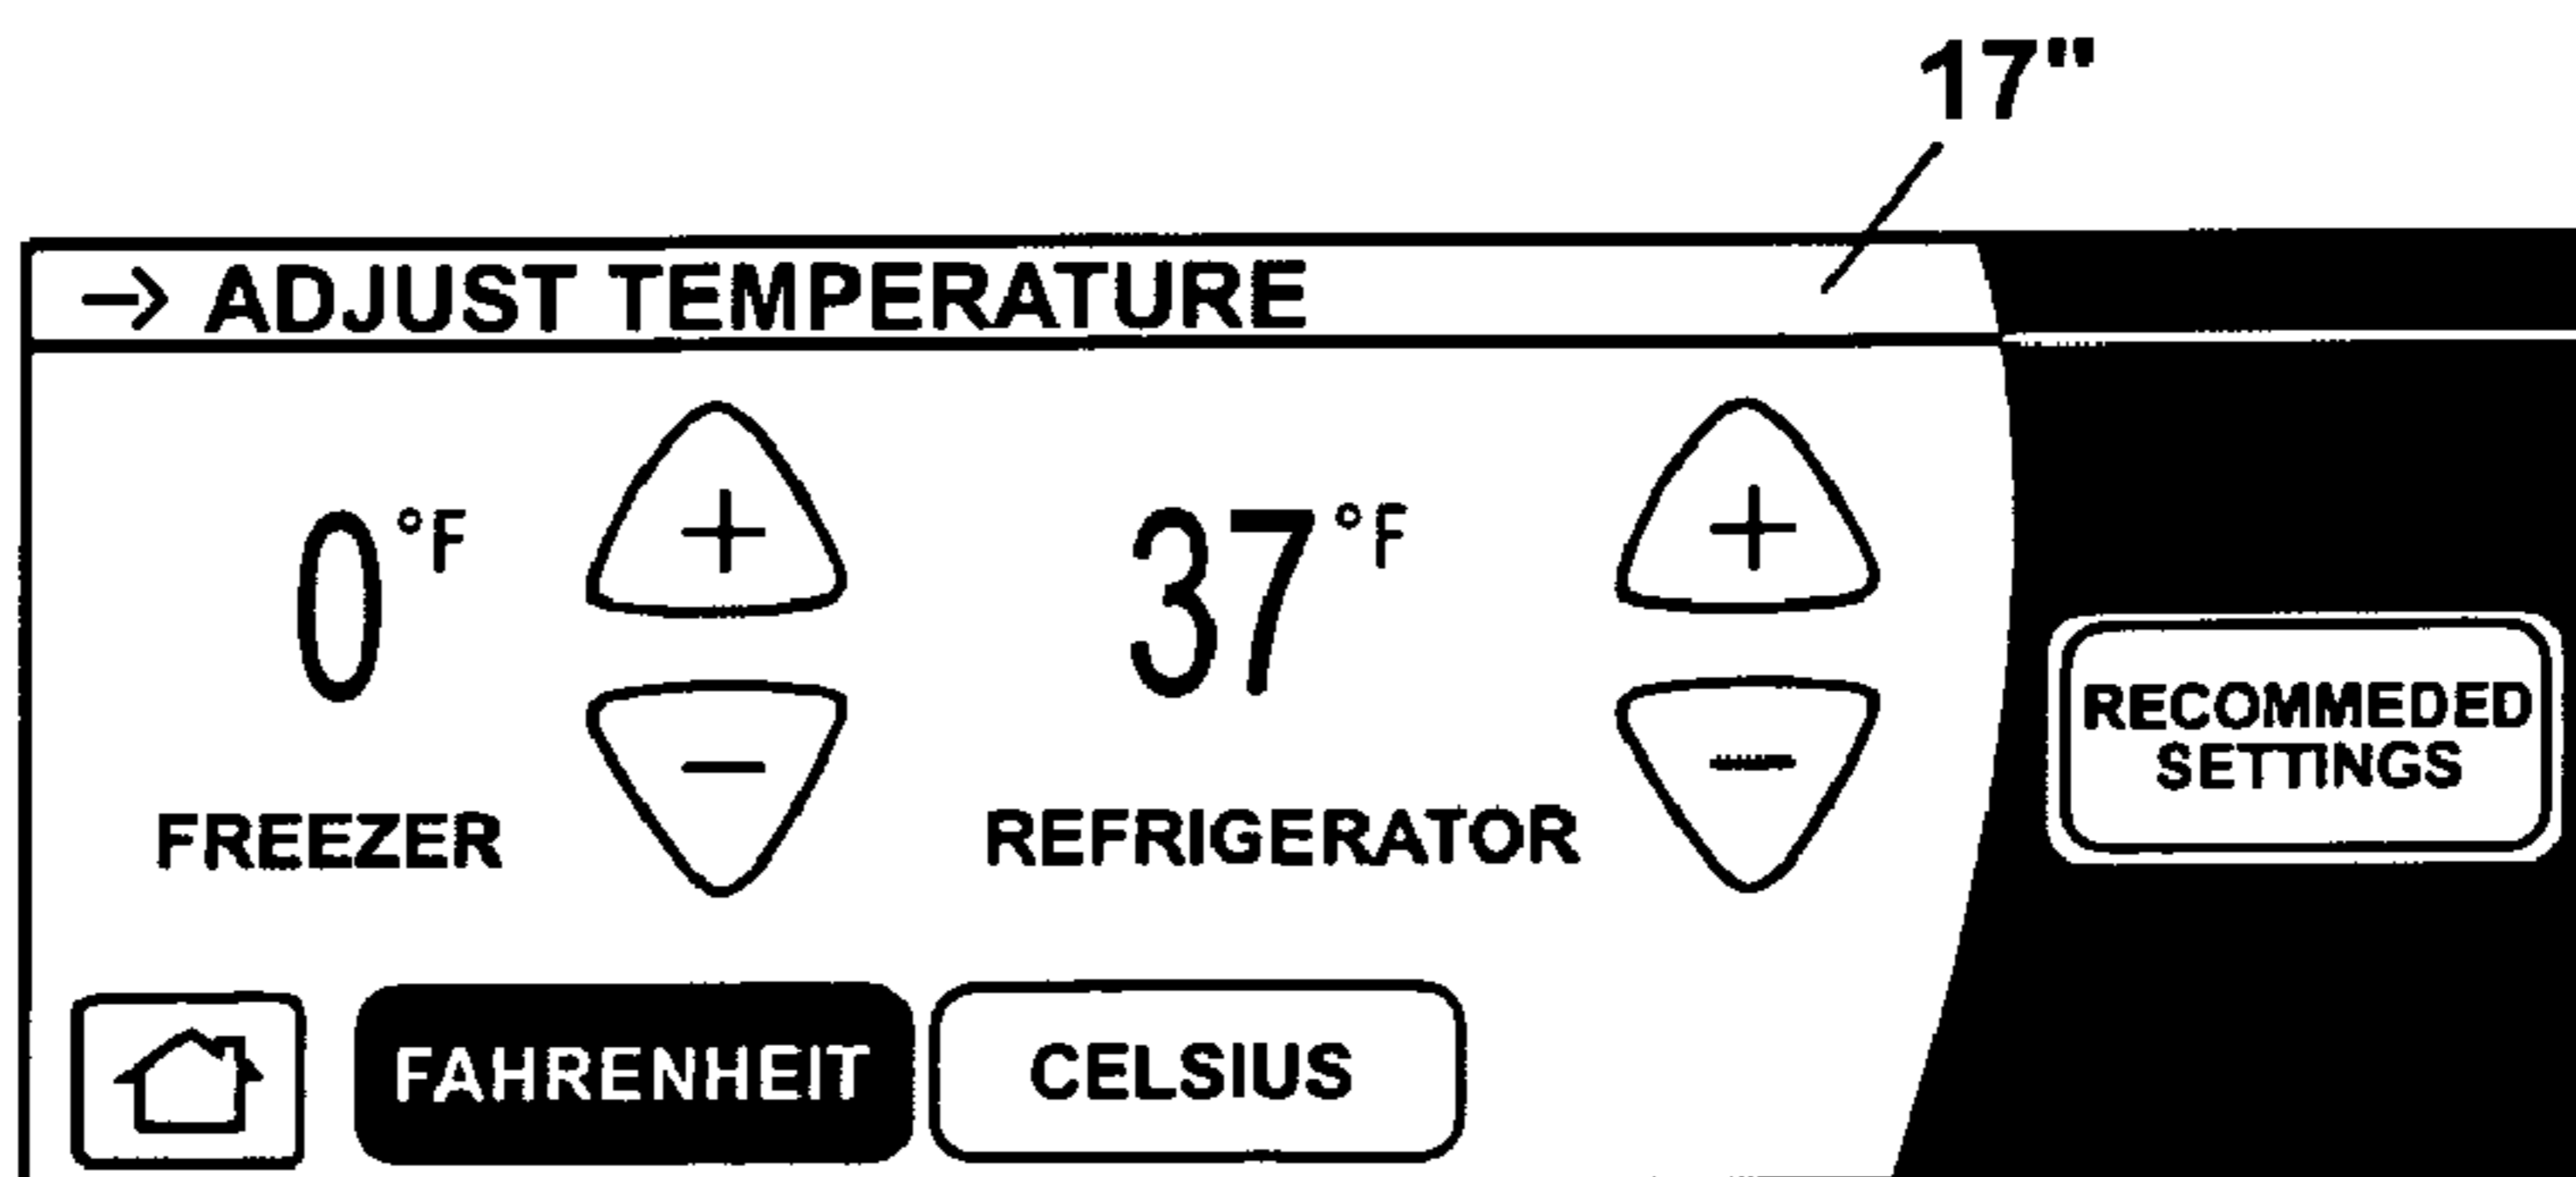 17"
→ ADJUST TEMPERATURE
0 °F
+
37 °F
+
-
-
RECOMMEDED
SETTINGS
FREEZER
REFRIGERATOR
FAHRENHEIT
CELSIUS